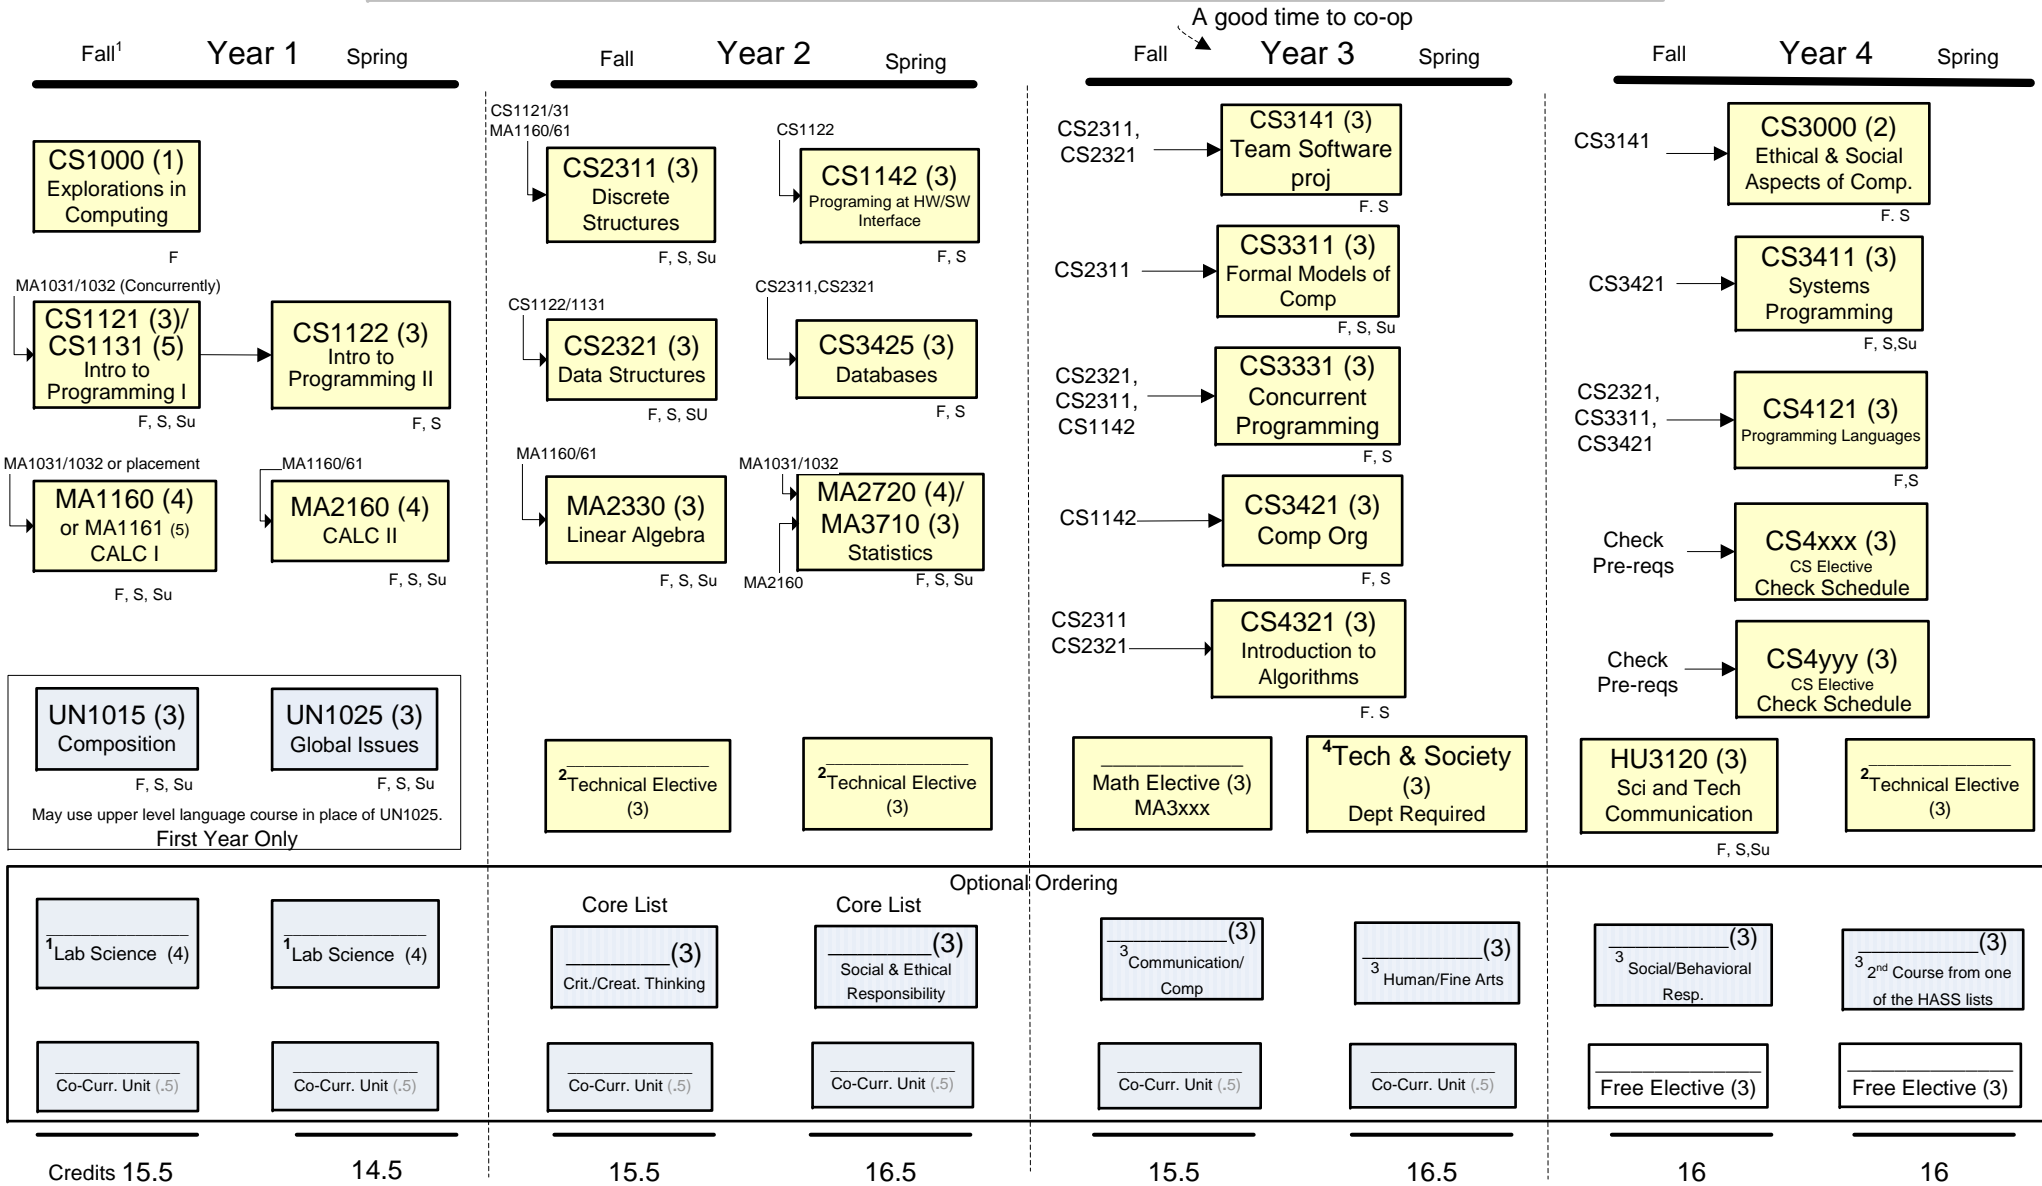 A good time to co-op
Fall1 Year 1 Spring
Fall Year 2 Spring
Fall Year 3 Spring
Fall Year 4 Spring
CS1000 (1)
Explorations in
Computing
F
MA1031/1032 (Concurrently)
CS1121 (3)/
CS1131 (5)
Intro to
Programming I
F, S, Su
CS1122 (3)
Intro to
Programming II
F, S
MA1031/1032 or placement
MA1160 (4)
or MA1161 (5)
CALC I
F, S, Su
MA1160/61
MA2160 (4)
CALC II
F, S, Su
UN1015 (3)
Composition
F, S, Su
UN1025 (3)
Global Issues
F, S, Su
May use upper level language course in place of UN1025.
First Year Only
CS1121/31
MA1160/61
CS2311 (3)
Discrete
Structures
F, S, Su
CS1122
CS1142 (3)
Programing at HW/SW
Interface
F, S
CS1122/1131
CS2321 (3)
Data Structures
F, S, SU
CS2311,CS2321
CS3425 (3)
Databases
F, S
MA1160/61
MA2330 (3)
Linear Algebra
F, S, Su
MA1031/1032
MA2720 (4)/
MA3710 (3)
Statistics
MA2160
F, S, Su
2Technical Elective
(3)
2Technical Elective
(3)
CS2311,
CS2321
CS3141 (3)
Team Software
proj
F. S
CS2311
CS3311 (3)
Formal Models of
Comp
F, S, Su
CS2321,
CS2311,
CS1142
CS3331 (3)
Concurrent
Programming
F, S
CS1142
CS3421 (3)
Comp Org
F, S
CS2311
CS2321
CS4321 (3)
Introduction to
Algorithms
F. S
Math Elective (3)
MA3xxx
4Tech & Society
(3)
Dept Required
CS3141
CS3000 (2)
Ethical & Social
Aspects of Comp.
F. S
CS3421
CS3411 (3)
Systems
Programming
F, S,Su
CS2321,
CS3311,
CS3421
CS4121 (3)
Programming Languages
F,S
Check
Pre-reqs
CS4xxx (3)
CS Elective
Check Schedule
Check
Pre-reqs
CS4yyy (3)
CS Elective
Check Schedule
HU3120 (3)
Sci and Tech
Communication
F, S,Su
2Technical Elective
(3)
Optional Ordering
1Lab Science (4)
1Lab Science (4)
Core List
(3)
Crit./Creat. Thinking
Core List
(3)
Social & Ethical
Responsibility
(3)
3Communication/
Comp
(3)
3 Human/Fine Arts
(3)
3 Social/Behavioral
Resp.
(3)
3 2nd Course from one
of the HASS lists
Co-Curr. Unit (.5)
Co-Curr. Unit (.5)
Co-Curr. Unit (.5)
Co-Curr. Unit (.5)
Co-Curr. Unit (.5)
Co-Curr. Unit (.5)
Free Elective (3)
Free Elective (3)
Credits 15.5
14.5
15.5
16.5
15.5
16.5
16
16